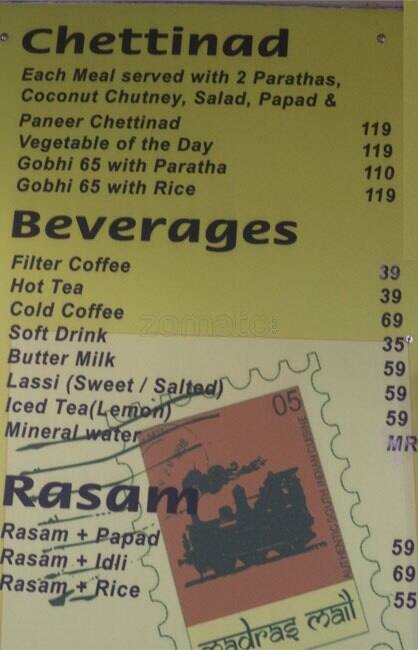 Chettinad
Each Meal served with 2 Parathas,
Coconut Chutney, Salad, Papad &
Paneer Chettinad 119
Vegetable of the Day 119
Gobhi 65 with Paratha 110
Gobhi 65 with Rice 119
Beverages
Filter Coffee 39
Hot Tea 39
Cold Coffee 69
zomato
Soft Drink 35
Butter Milk 59
Lassi (Sweet / Salted) 59
Iced Tea(Lemon) 59
Mineral water MR
05
Rasam
Rasam + Papad 59
Rasam + Idli 69
Rasam + Rice 55
madras mail